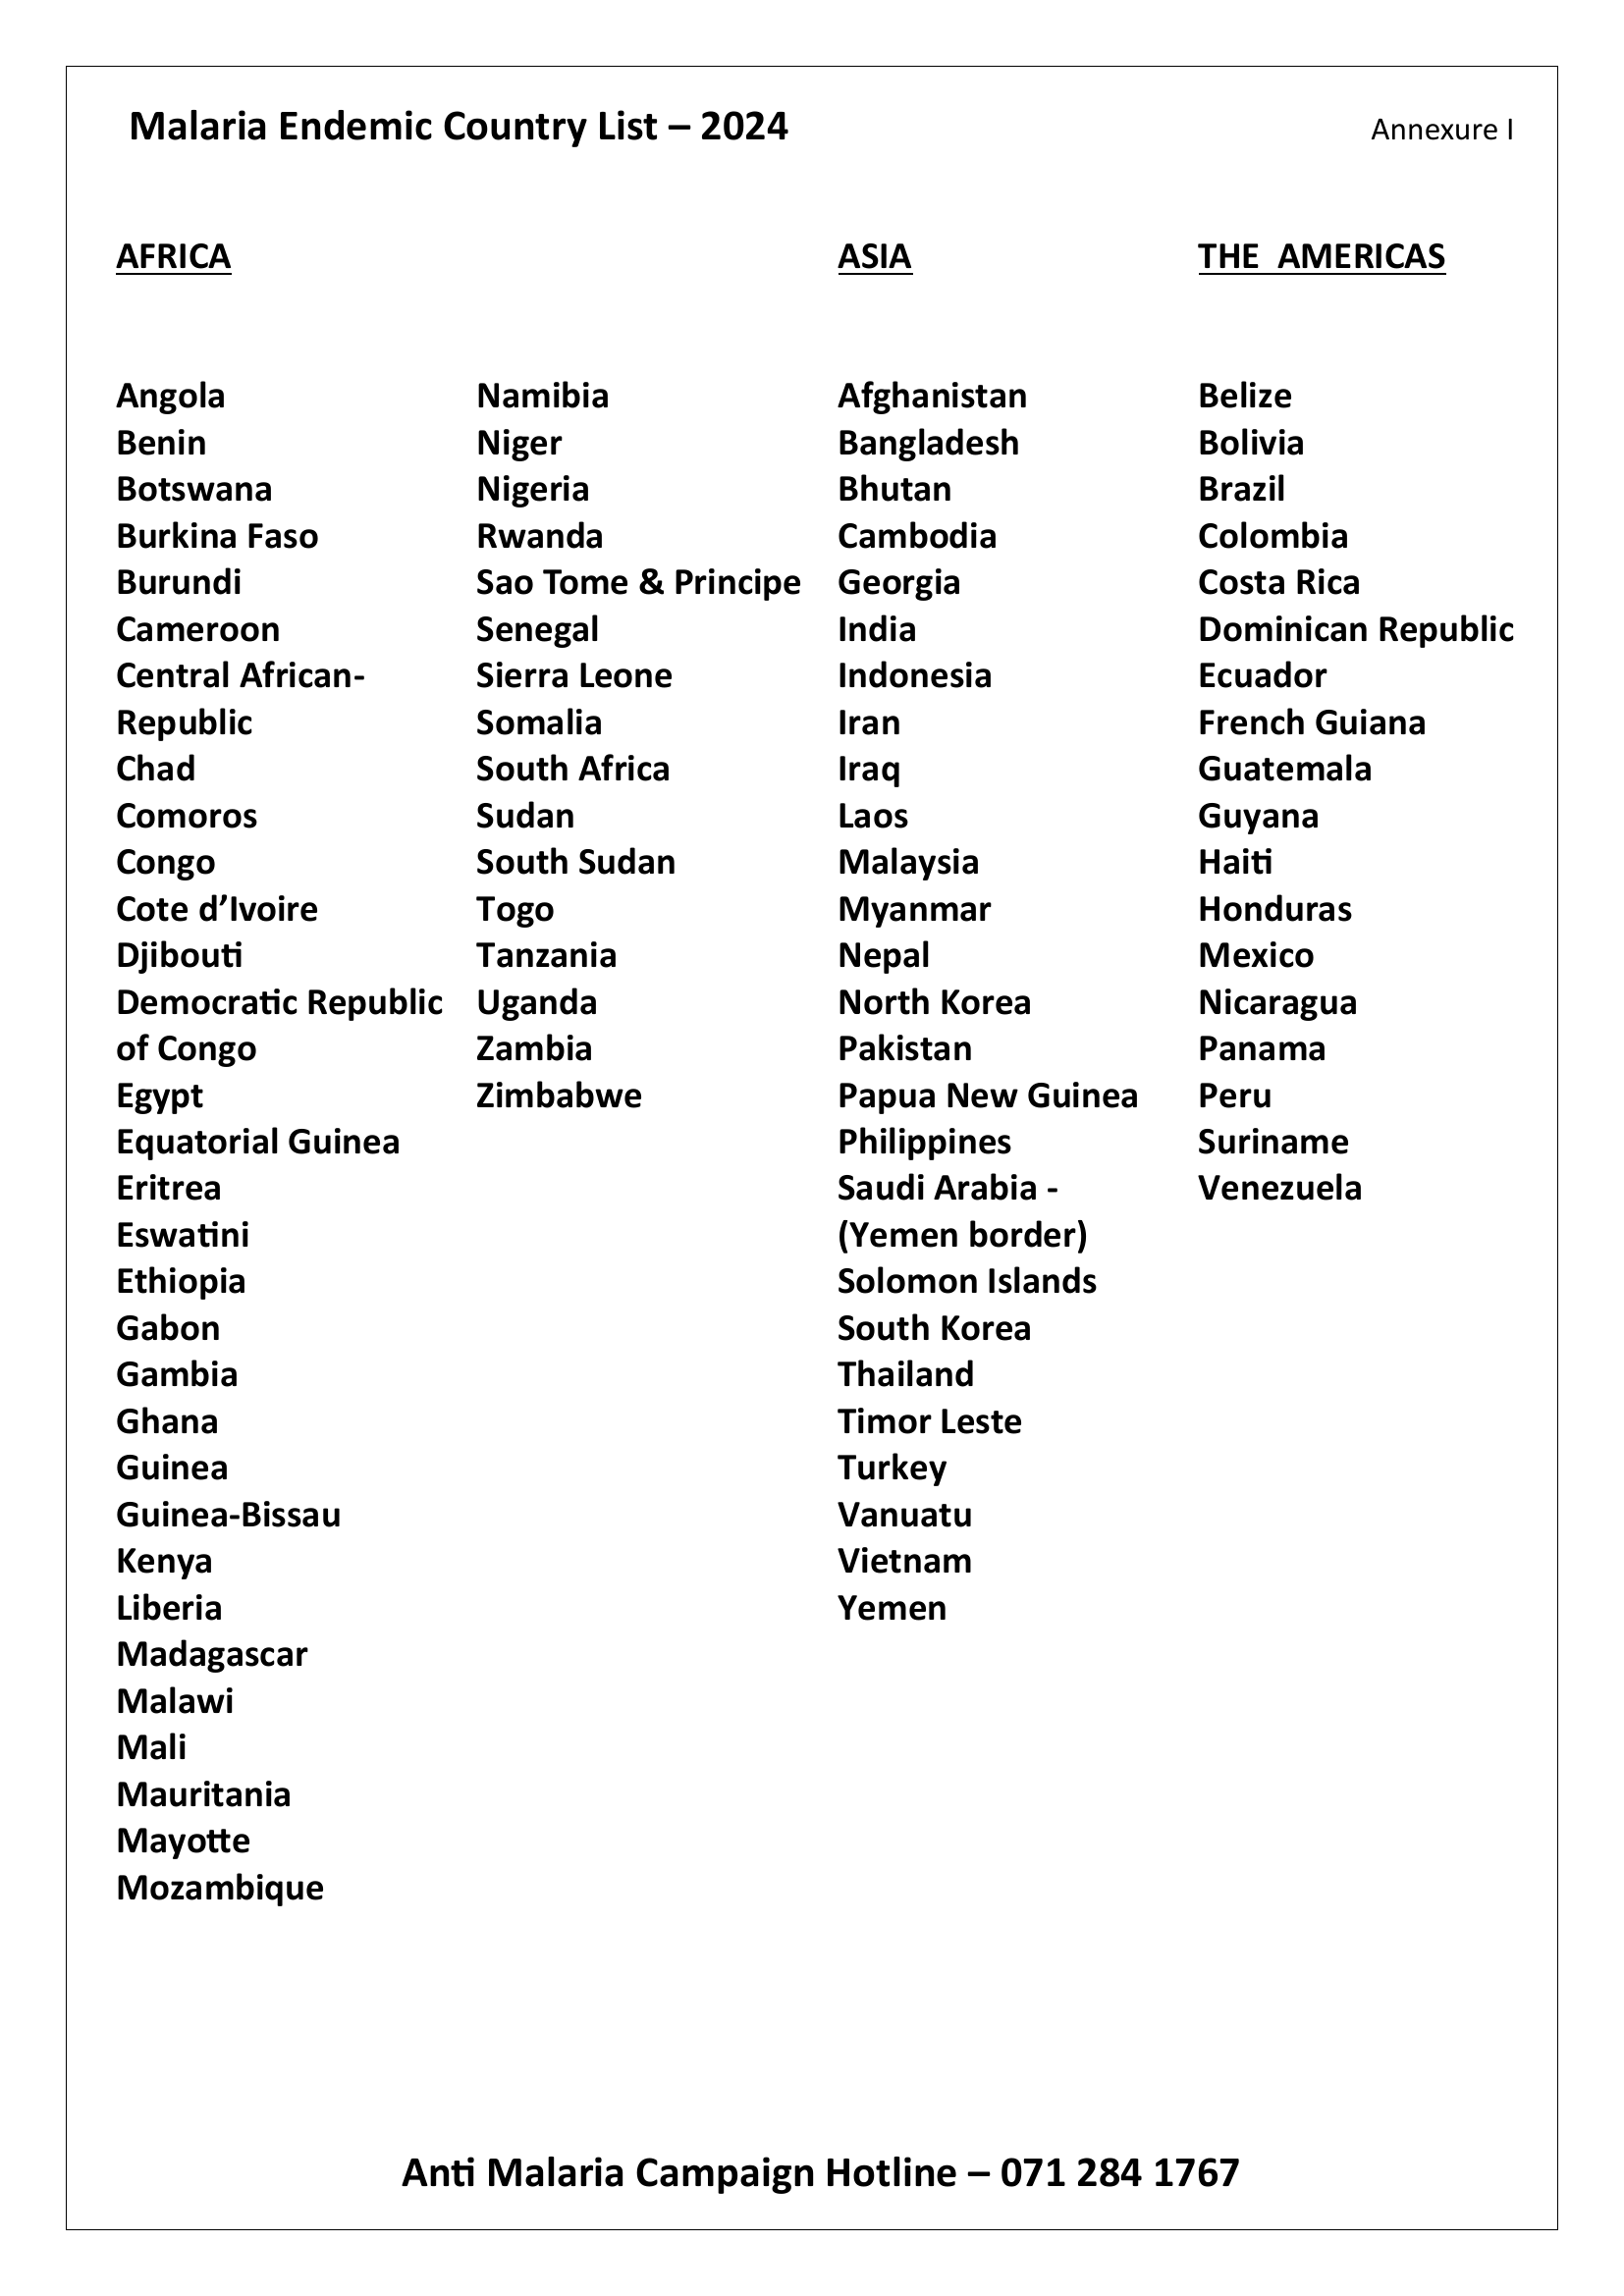 Malaria Endemic Country List – 2024
Annexure I
AFRICA
Angola
Benin
Botswana
Burkina Faso
Burundi
Cameroon
Central African-
Republic
Chad
Comoros
Congo
Cote d’Ivoire
Djibouti
Democratic Republic
of Congo
Egypt
Equatorial Guinea
Eritrea
Eswatini
Ethiopia
Gabon
Gambia
Ghana
Guinea
Guinea-Bissau
Kenya
Liberia
Madagascar
Malawi
Mali
Mauritania
Mayotte
Mozambique
Namibia
Niger
Nigeria
Rwanda
Sao Tome & Principe
Senegal
Sierra Leone
Somalia
South Africa
Sudan
South Sudan
Togo
Tanzania
Uganda
Zambia
Zimbabwe
ASIA
Afghanistan
Bangladesh
Bhutan
Cambodia
Georgia
India
Indonesia
Iran
Iraq
Laos
Malaysia
Myanmar
Nepal
North Korea
Pakistan
Papua New Guinea
Philippines
Saudi Arabia -
(Yemen border)
Solomon Islands
South Korea
Thailand
Timor Leste
Turkey
Vanuatu
Vietnam
Yemen
THE AMERICAS
Belize
Bolivia
Brazil
Colombia
Costa Rica
Dominican Republic
Ecuador
French Guiana
Guatemala
Guyana
Haiti
Honduras
Mexico
Nicaragua
Panama
Peru
Suriname
Venezuela
Anti Malaria Campaign Hotline – 071 284 1767